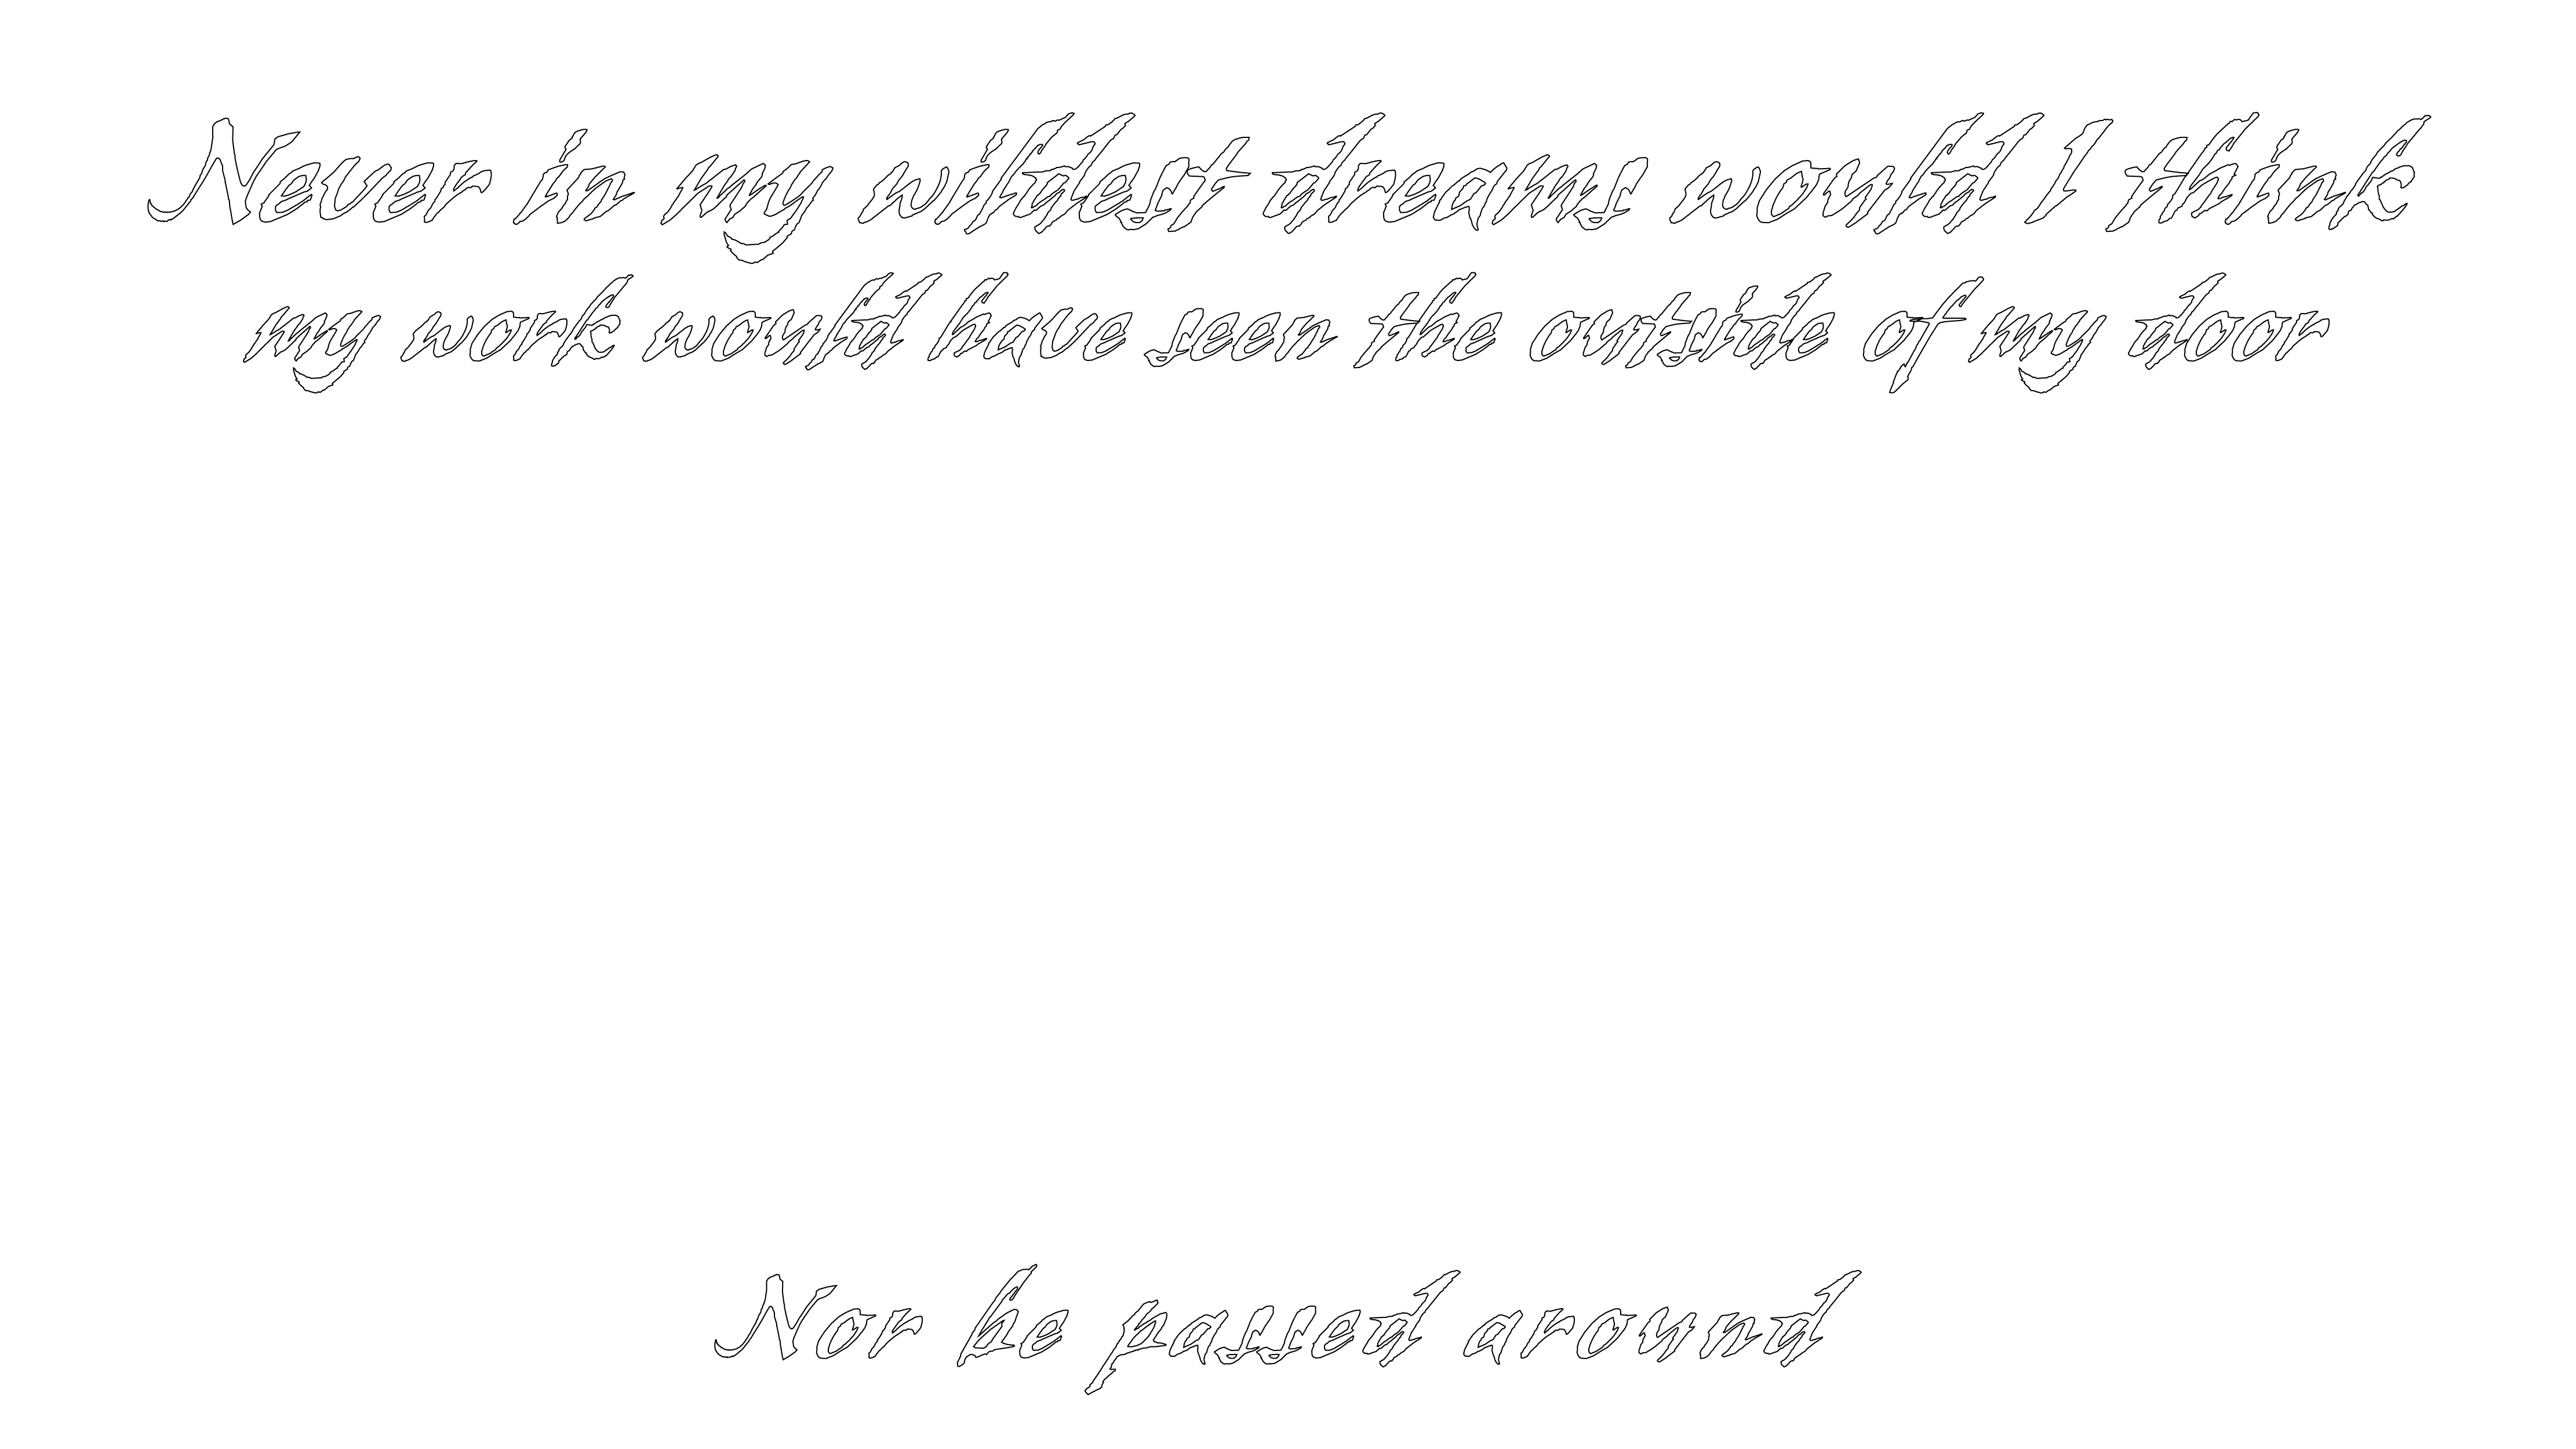 Never in my wildest dreams would I think
my work would have seen the outside of my door
Nor be passed around